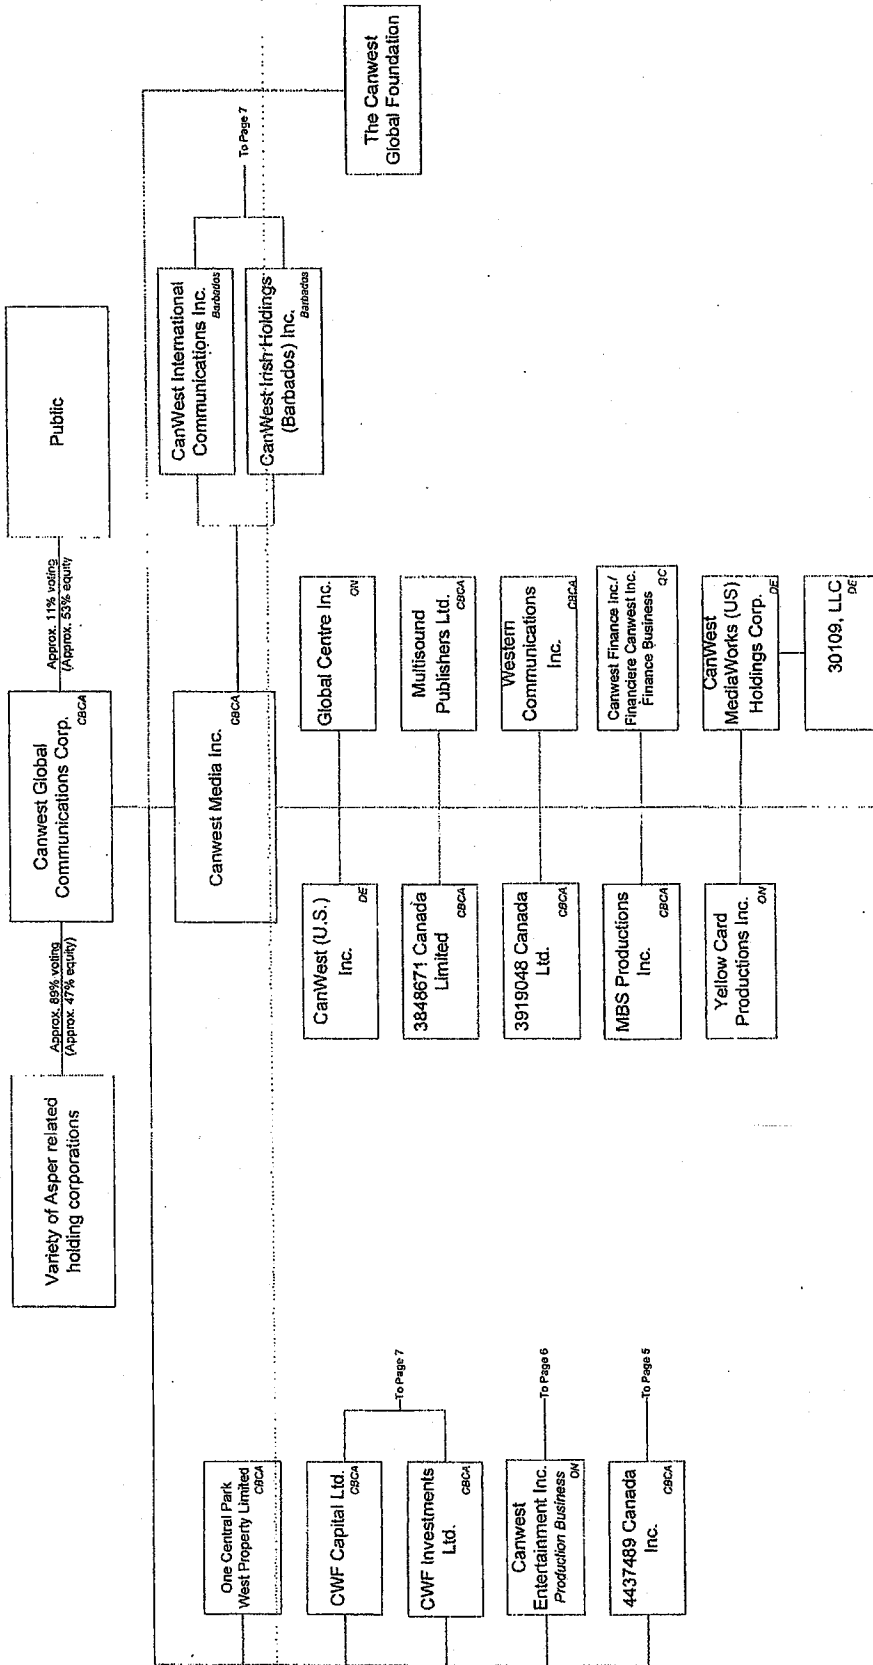 Variety of Asper related
holding corporations
Approx. 89% voting
(Approx. 47% equity)
Canwest Global
Communications Corp.
CBCA
Approx. 11% voting
(Approx. 53% equity
Public
Canwest Media Inc.
CBCA
CanWest International
Communications Inc.
Barbados
CanWest Irish Holdings
(Barbados) Inc.
Barbados
To Page 7
The Canwest
Global Foundation
One Central Park
West Property Limited
CBCA
CWF Capital Ltd.
CBCA
CWF Investments
Ltd.
CBCA
To Page 7
Canwest
Entertainment Inc.
Production Business
ON
To Page 6
4437489 Canada
Inc.
CBCA
To Page 5
CanWest (U.S.)
Inc.
DE
Global Centre Inc.
ON
3848671 Canada
Limited
CBCA
Multisound
Publishers Ltd.
CBCA
3919048 Canada
Ltd.
CBCA
Western
Communications
Inc.
CBCA
MBS Productions
Inc.
CBCA
Canwest Finance Inc./
Financiere Canwest Inc.
Finance Business
QC
Yellow Card
Productions Inc.
ON
CanWest
MediaWorks (US)
Holdings Corp.
DE
30109, LLC
DE